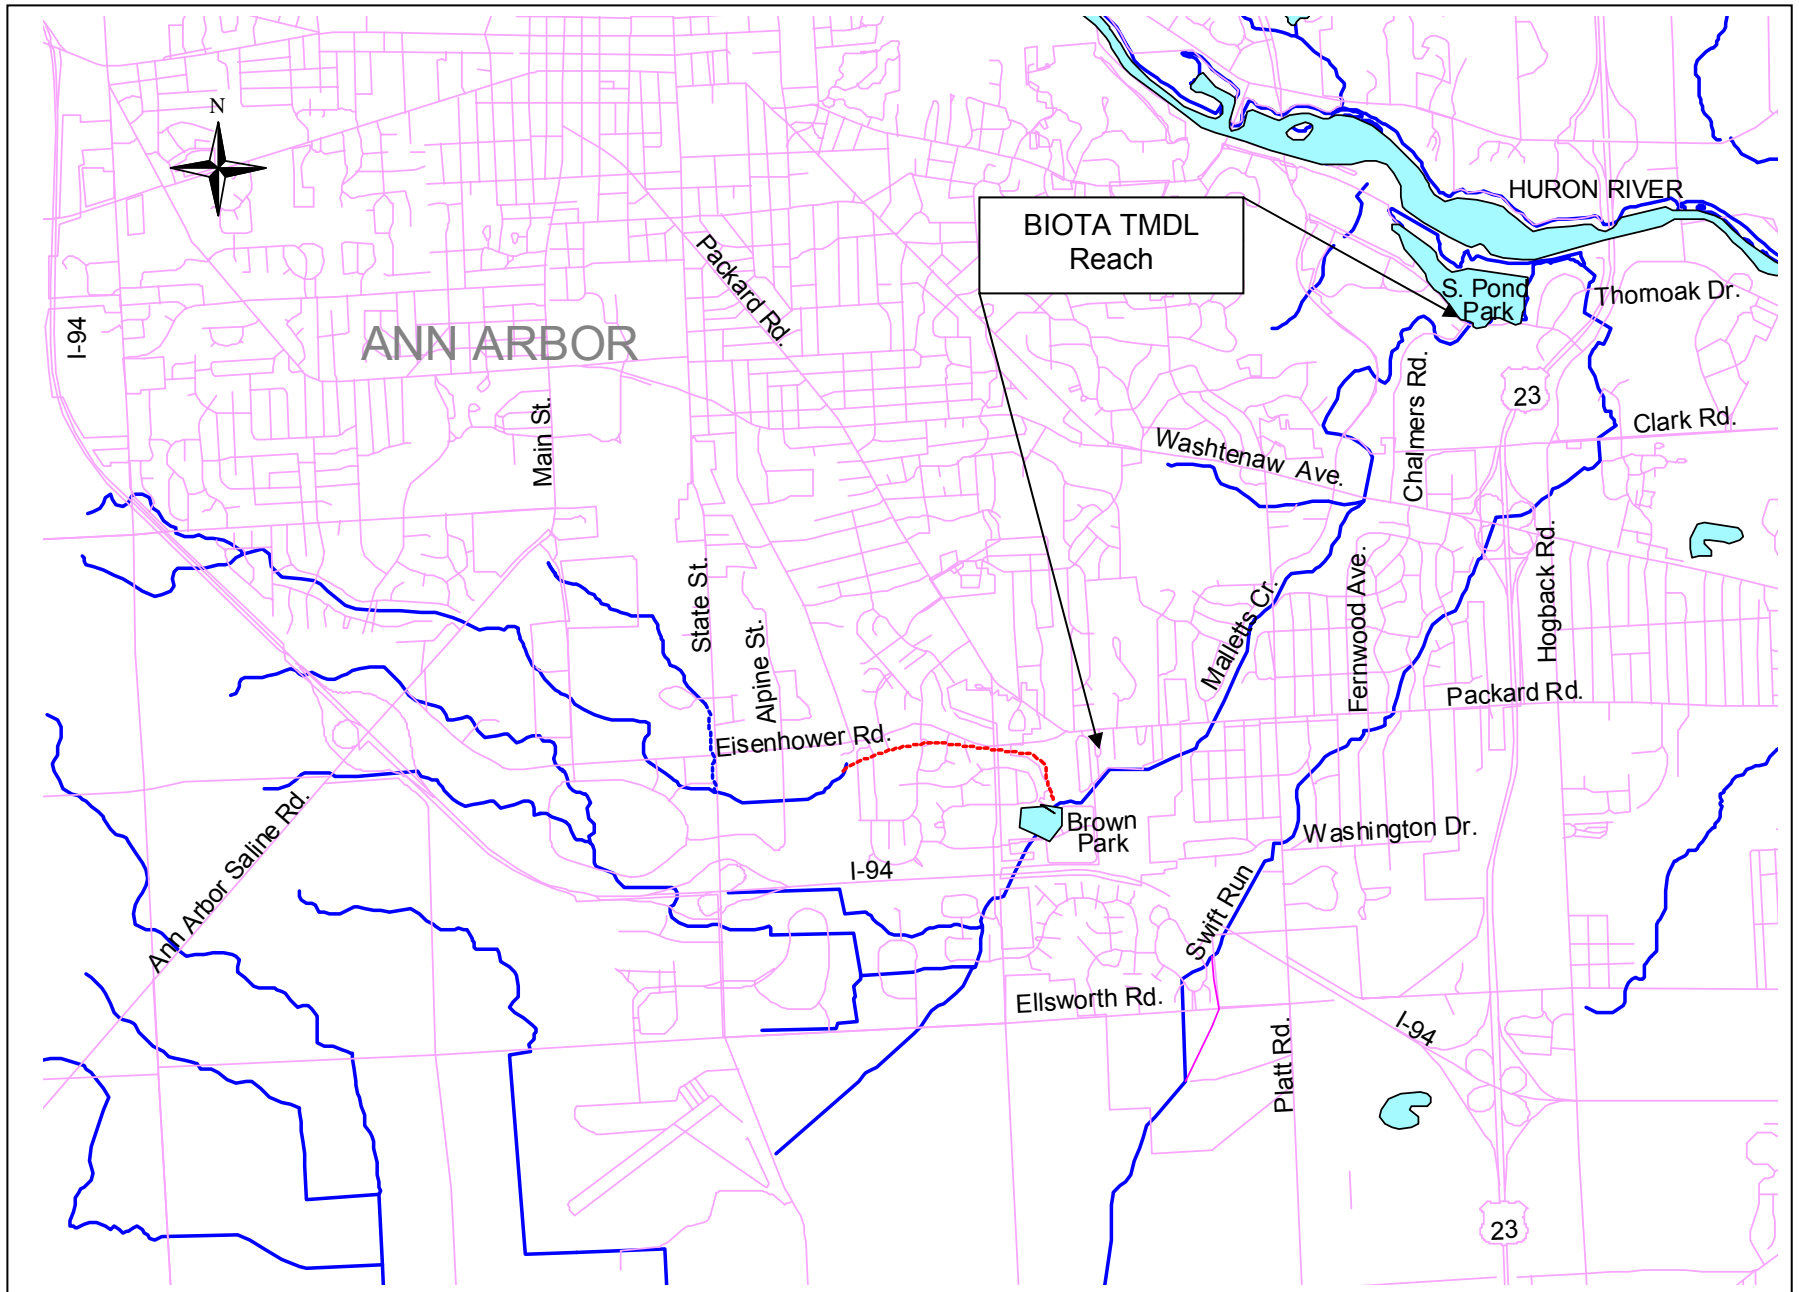 N
HURON RIVER
BIOTA TMDL
Reach
Packard Rd.
S. Pond
Park
Thomoak Dr.
I-94
ANN ARBOR
23
Chalmers Rd.
Clark Rd.
Main St.
Washtenaw Ave.
State St.
Alpine St.
Malletts Cr.
Fernwood Ave.
Hogback Rd.
Packard Rd.
Eisenhower Rd.
Ann Arbor Saline Rd.
Brown
Park
Washington Dr.
I-94
Swift Run
Ellsworth Rd.
I-94
Platt Rd.
23